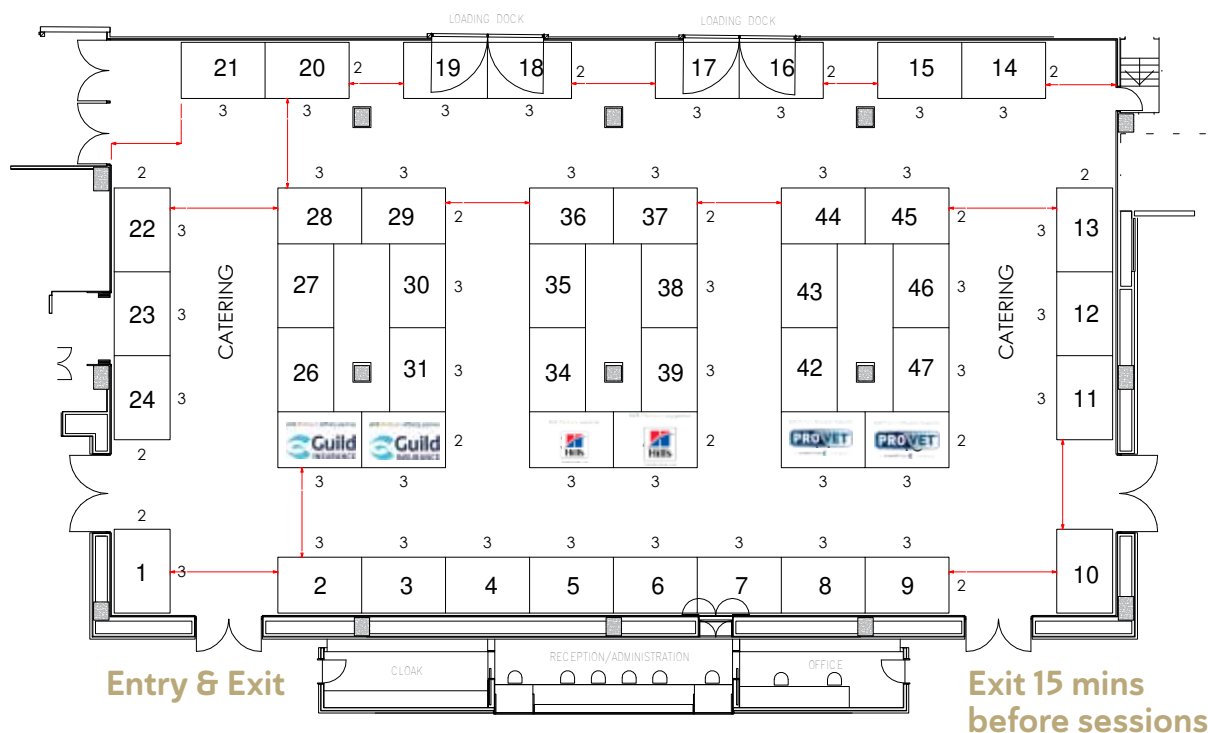 LOADING DOCK
LOADING DOCK
21 20 2 19 18 2 17 16 2 15 14 2
3 3 3 3 3 3 3 3
2 3 3 3 3 3 3 2
22 3 28 29 2 36 37 2 44 45 2 3 13
CATERING
27 30 3 35 38 3 43 46 3
CATERING
23 3 3 12
26 31 3 34 39 3 42 47 3
24 3 3 11
Guild INSURANCE Guild INSURANCE 2 Hill's Hill's 2 PROVET PROVET 2
2 3 3 3 3 3 3
2 3 3 3 3 3 3 3 3
1 3 2 3 4 5 6 7 8 9 2 10
CLOAK
RECEPTION/ADMINISTRATION
OFFICE
Entry & Exit
Exit 15 mins
before sessions